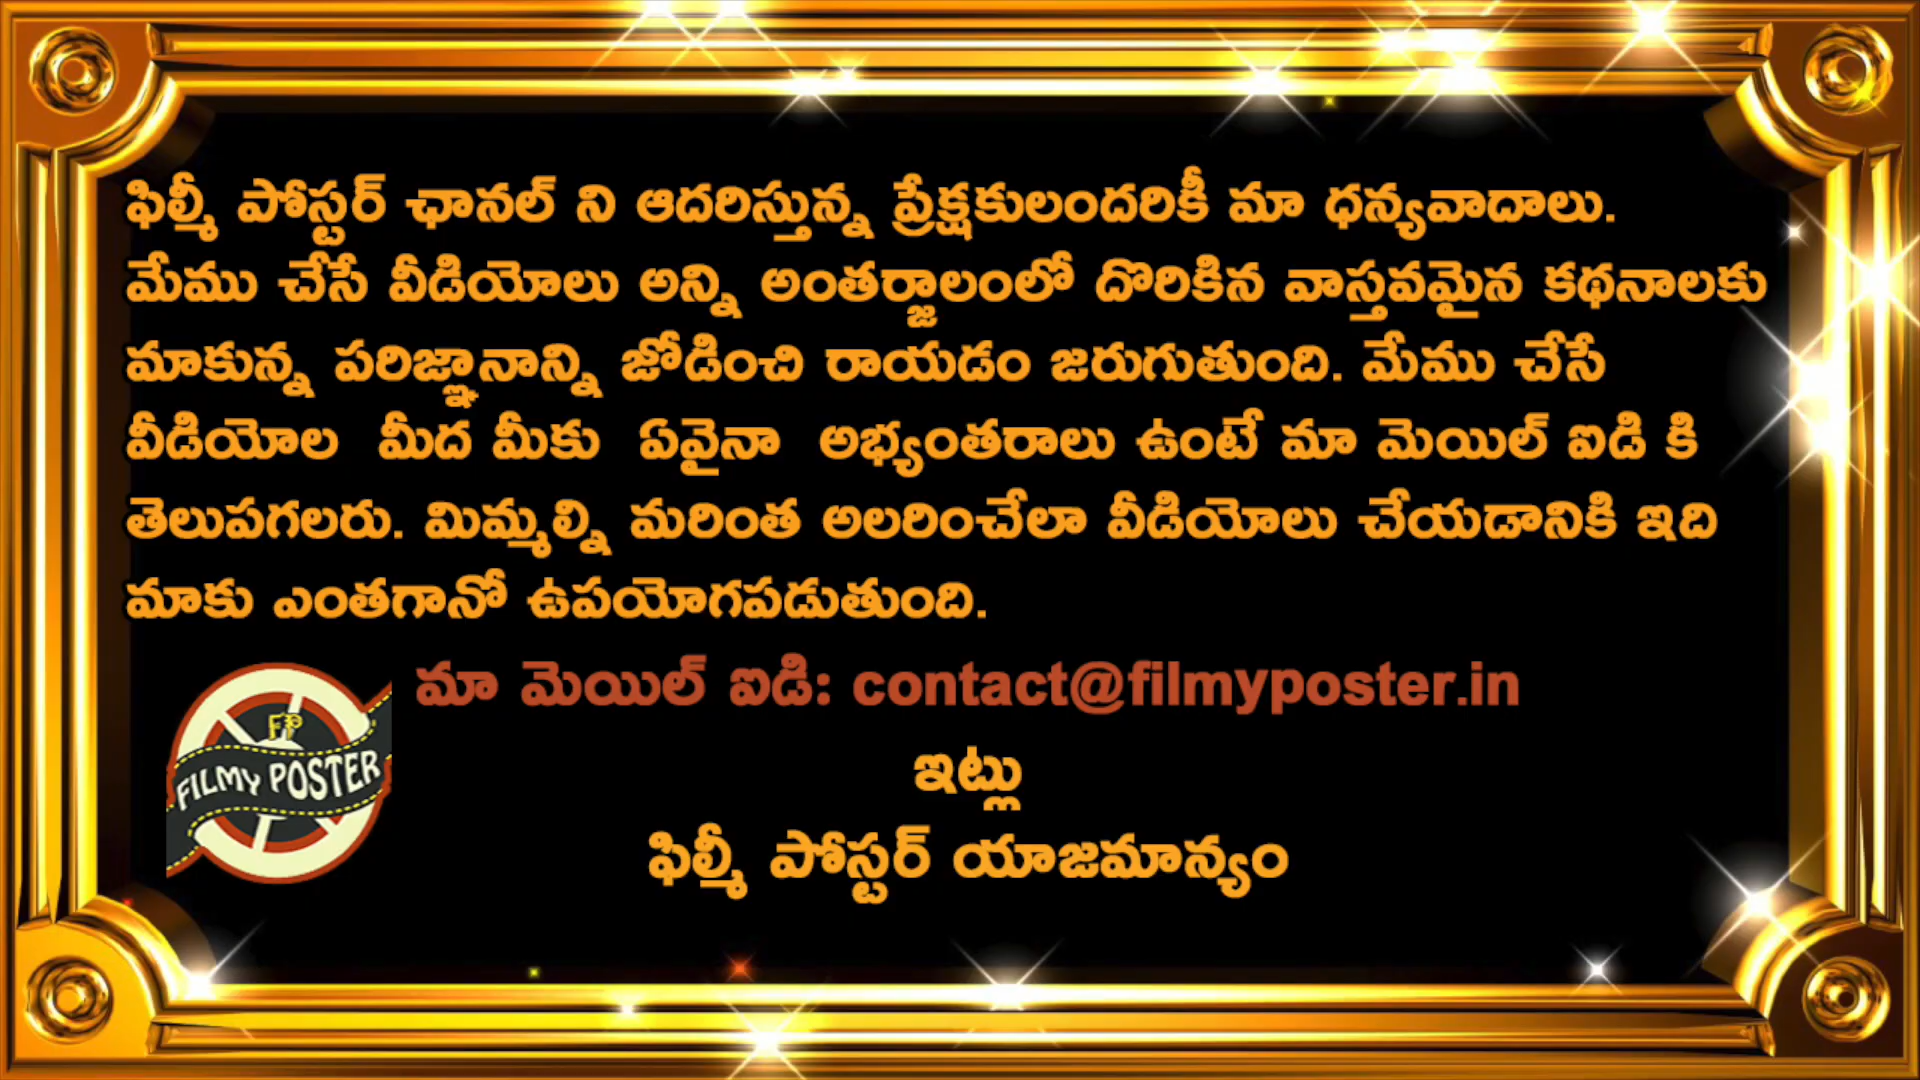 ఫిల్మీ పోస్టర్ ఛానల్ ని ఆదరిస్తున్న ప్రేక్షకులందరికీ మా ధన్యవాదాలు.
మేము చేసే వీడియోలు అన్ని అంతర్జాలంలో దొరికిన వాస్తవమైన కథనాలకు
మాకున్న పరిజ్ఞానాన్ని జోడించి రాయడం జరుగుతుంది. మేము చేసే
వీడియోల మీద మీకు ఏవైనా అభ్యంతరాలు ఉంటే మా మెయిల్ ఐడి కి
తెలుపగలరు. మిమ్మల్ని మరింత అలరించేలా వీడియోలు చేయడానికి ఇది
మాకు ఎంతగానో ఉపయోగపడుతుంది.
మా మెయిల్ ఐడి: contact@filmyposter.in
FP
FILMY POSTER
ఇట్లు
ఫిల్మీ పోస్టర్ యాజమాన్యం